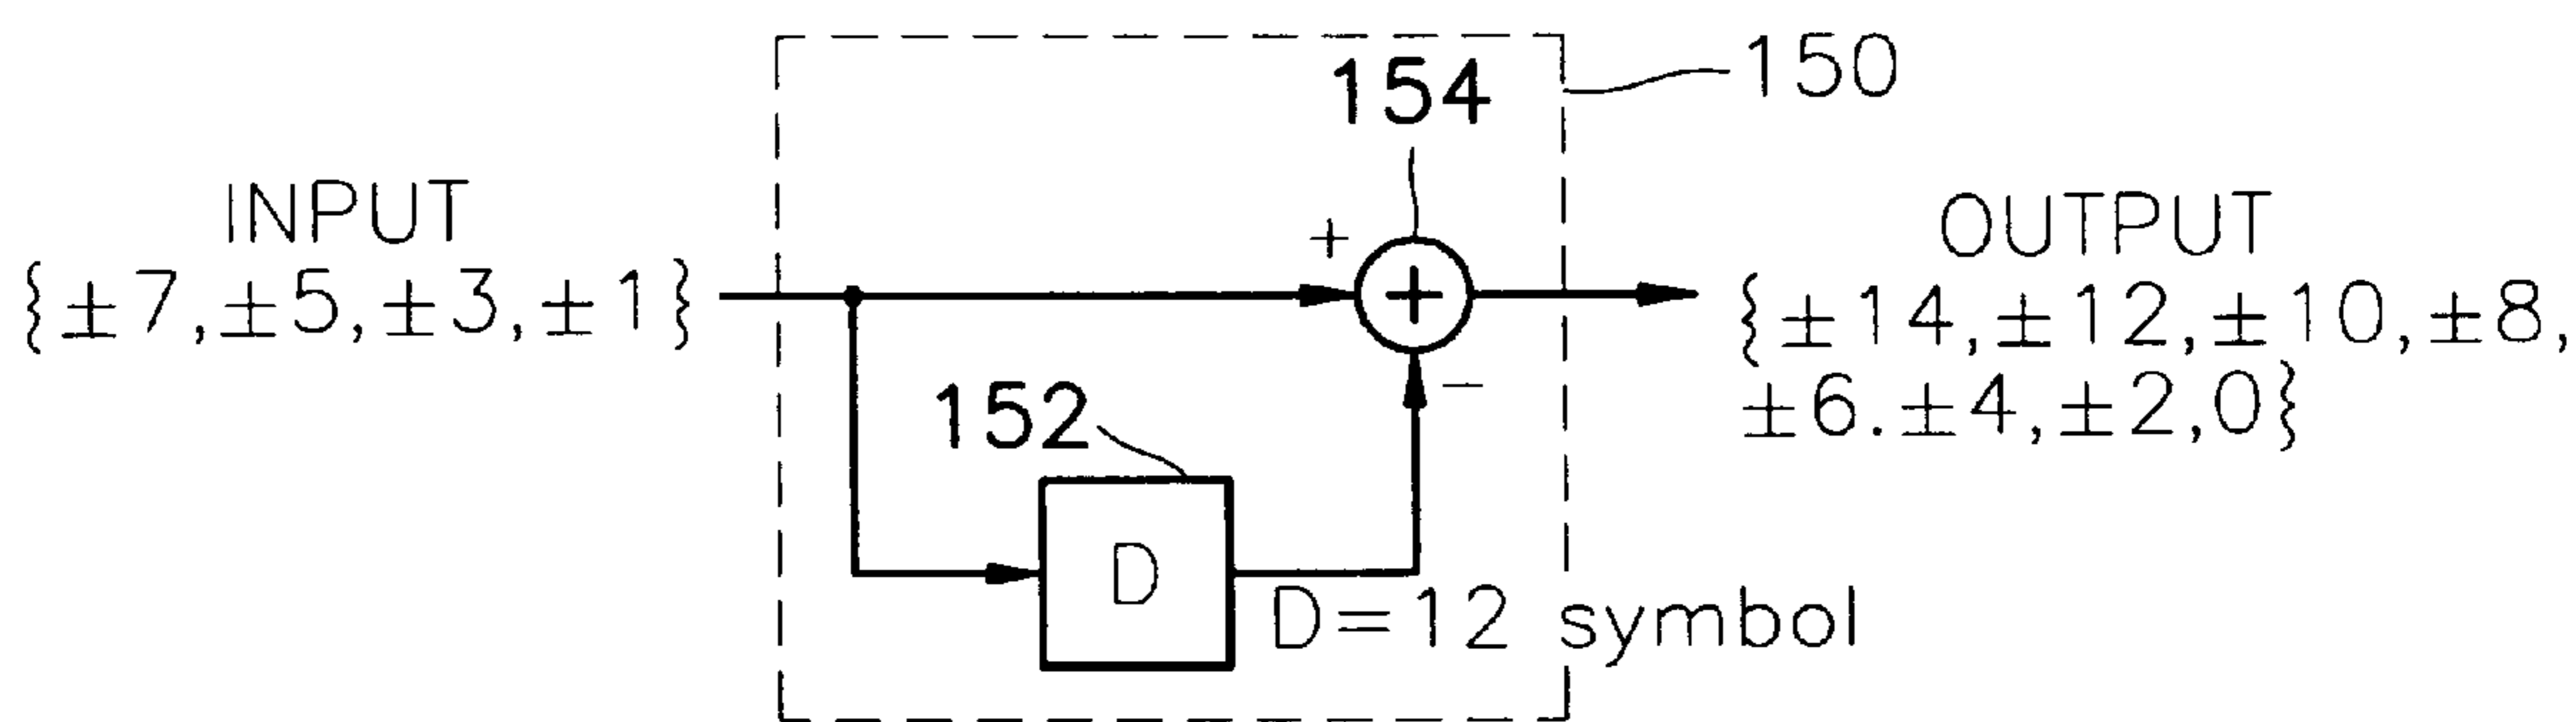 150
154
INPUT
{±7,±5,±3,±1}
+
+
OUTPUT
{±14,±12,±10,±8,
±6.±4,±2,0}
−
152
D
D=12 symbol